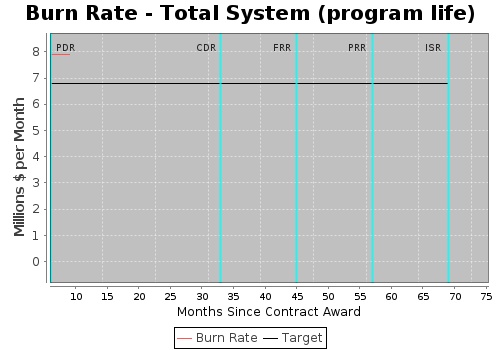 Burn Rate - Total System (program life)
PDR CDR FRR PRR ISR
8
7
6
5
4
3
2
1
0
Millions $ per Month
10 15 20 25 30 35 40 45 50 55 60 65 70 75
Months Since Contract Award
Burn Rate Target